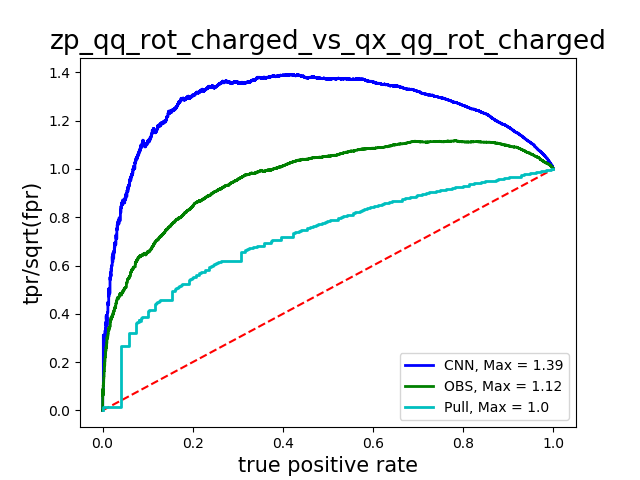 zp_qq_rot_charged_vs_qx_qg_rot_charged
1.4
1.2
1.0
0.8
0.6
0.4
0.2
0.0
tpr/sqrt(fpr)
CNN, Max = 1.39
OBS, Max = 1.12
Pull, Max = 1.0
0.0 0.2 0.4 0.6 0.8 1.0
true positive rate